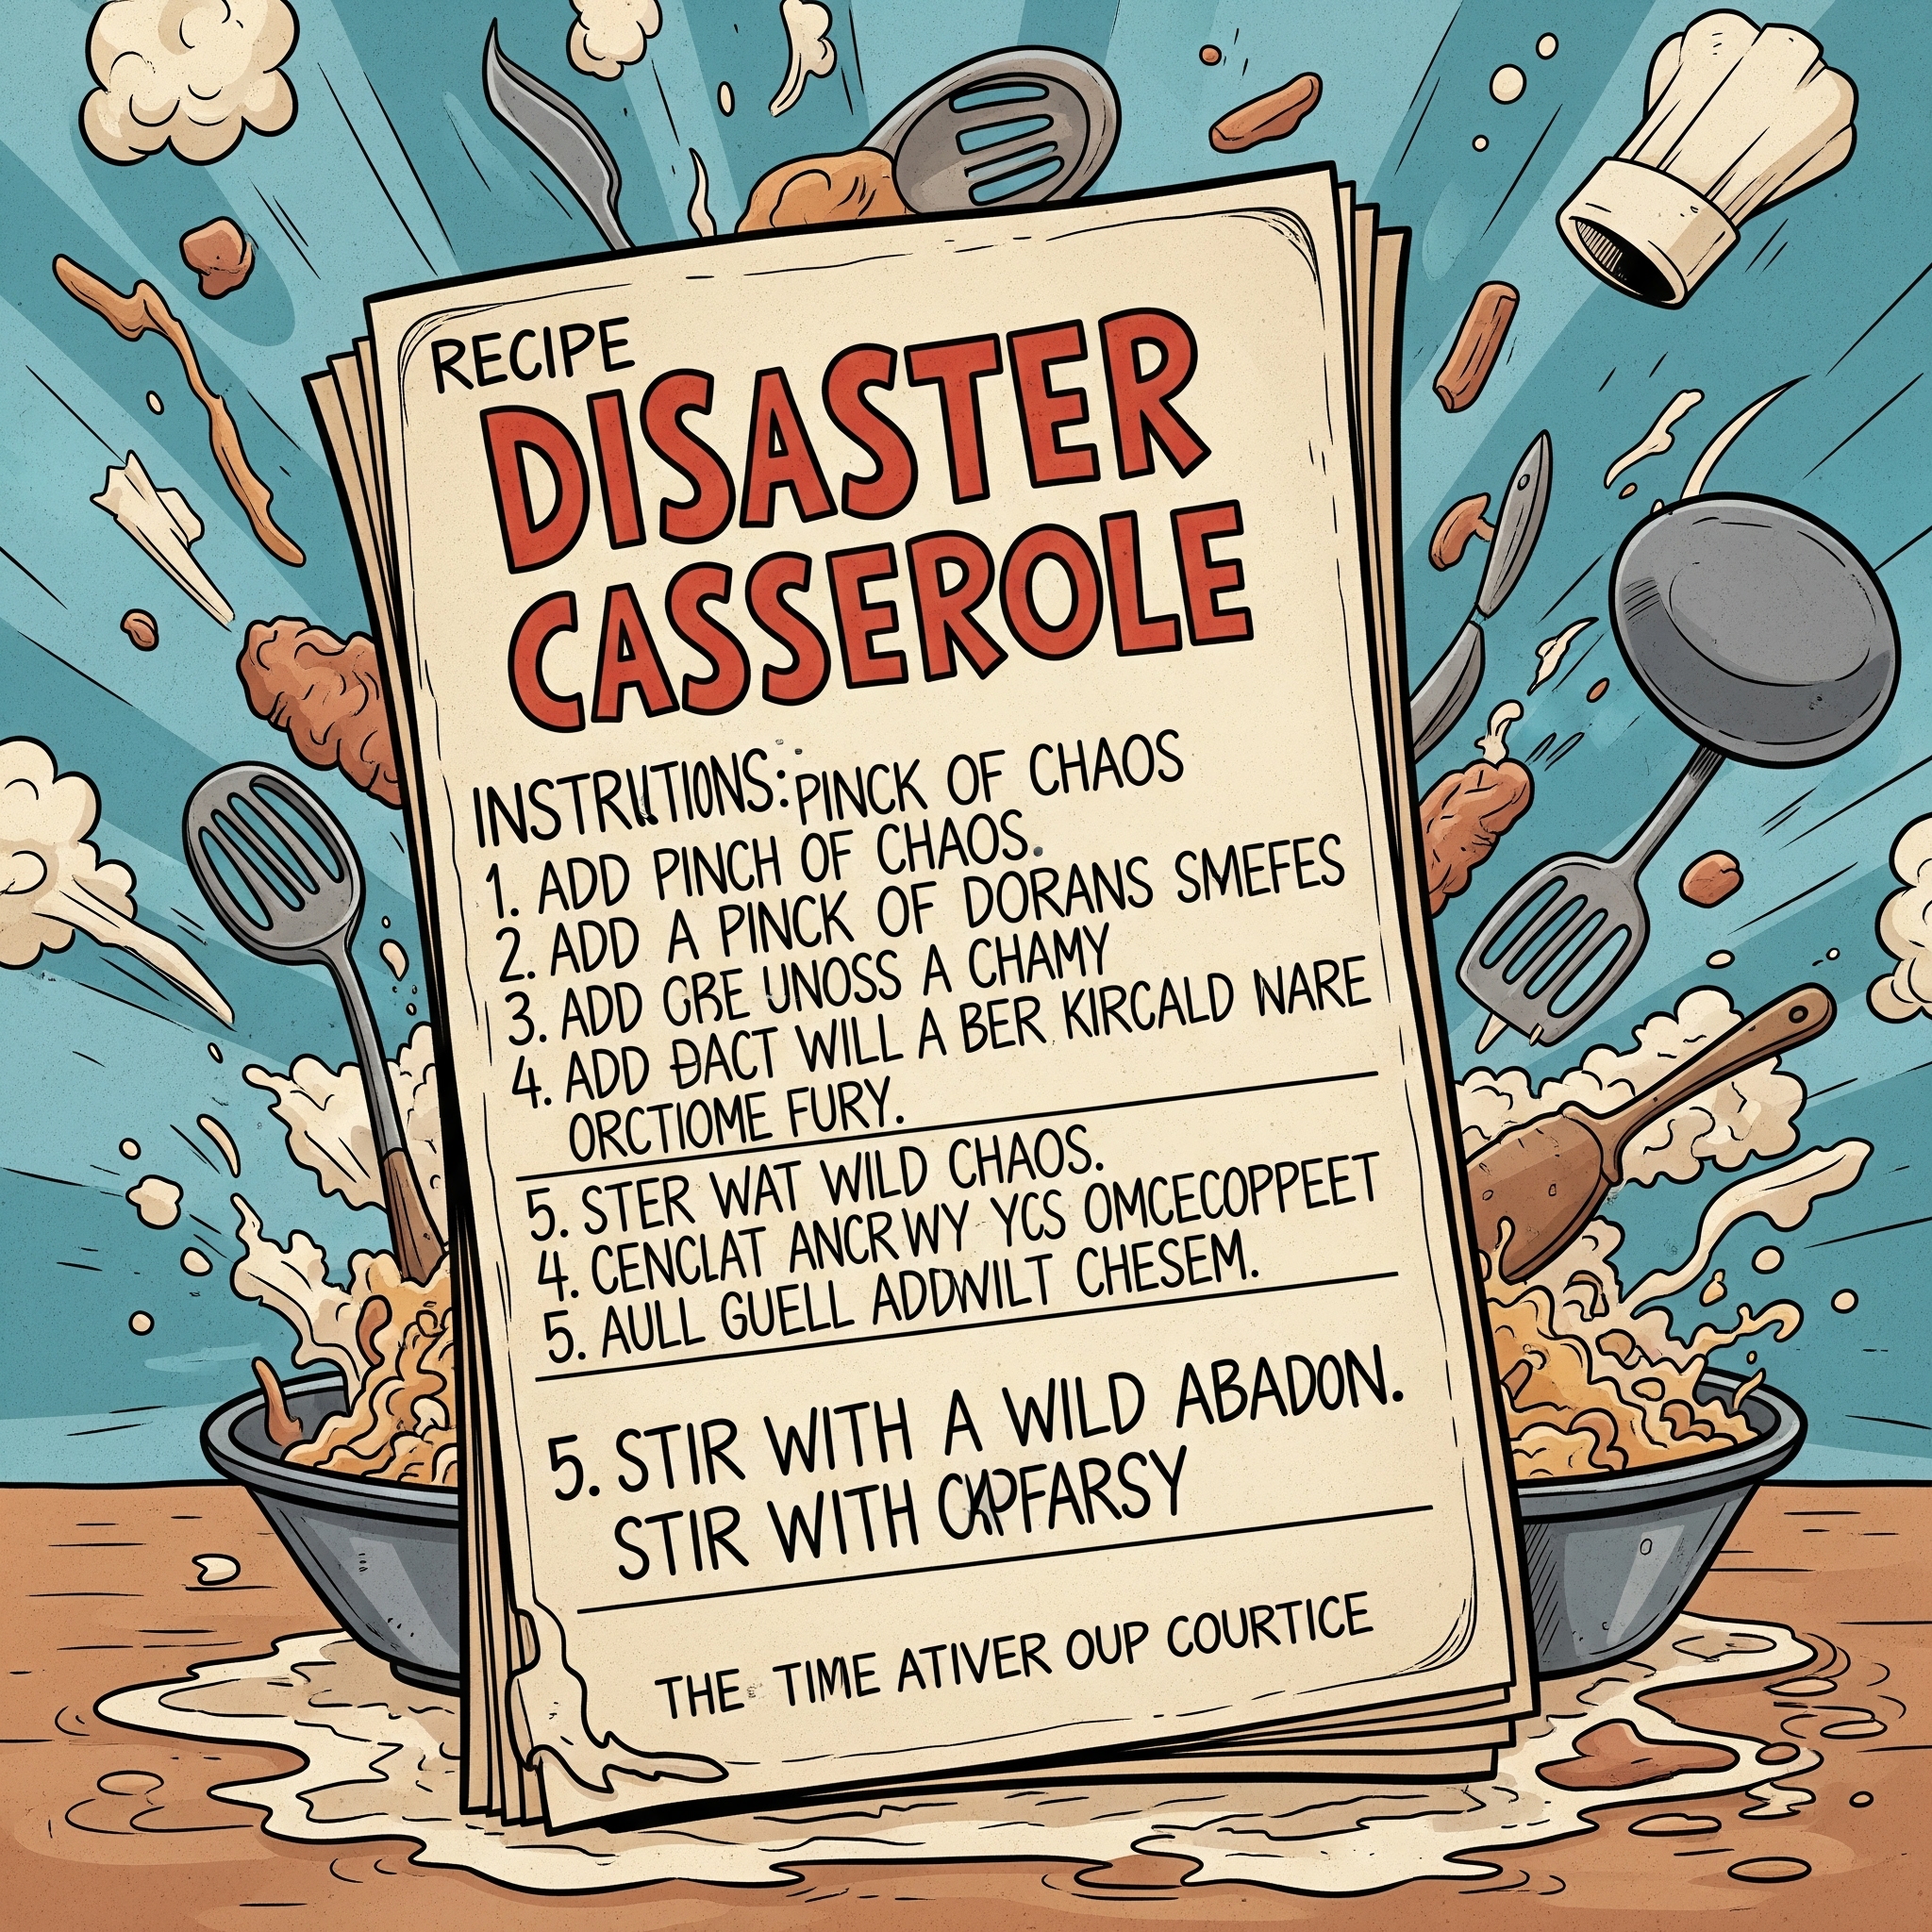 RECIPE
DISASTER
CASSEROLE
INSTRUTIONS: PINCK OF CHAOS
1. ADD PINCH OF CHAOS.
2. ADD A PINCK OF DORANS SMEFES
3. ADD GBE UNOSS A CHAMY
4. ADD ĐACT WILL A BER KIRCALD NARE
ORCTIOME FURY.
5. STER WAT WILD CHAOS.
4. CENCLAT ANCRWY YCS OMCECOPPEET
5. AULL GUELL ADDWILT CHESEM.
5. STIR WITH A WILD ABADON.
STIR WITH
THE TIME ATIVER OUP COURTICE